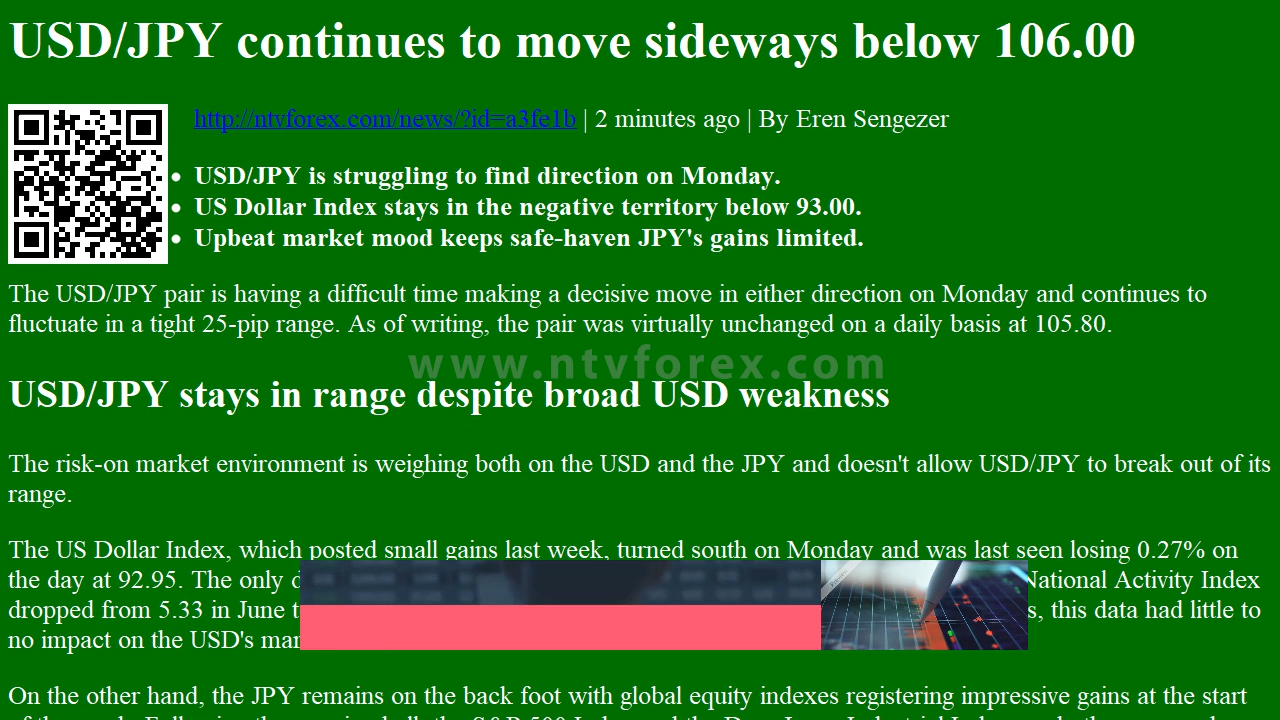 USD/JPY continues to move sideways below 106.00
http://ntvforex.com/news/?id=a3fe1b | 2 minutes ago | By Eren Sengezer
• USD/JPY is struggling to find direction on Monday.
• US Dollar Index stays in the negative territory below 93.00.
• Upbeat market mood keeps safe-haven JPY's gains limited.
The USD/JPY pair is having a difficult time making a decisive move in either direction on Monday and continues to
fluctuate in a tight 25-pip range. As of writing, the pair was virtually unchanged on a daily basis at 105.80.
www.ntvforex.com
USD/JPY stays in range despite broad USD weakness
The risk-on market environment is weighing both on the USD and the JPY and doesn't allow USD/JPY to break out of its
range.
The US Dollar Index, which posted small gains last week, turned south on Monday and was last seen losing 0.27% on
the day at 92.95. The only National Activity Index
dropped from 5.33 in June this data had little to
no impact on the USD's
On the other hand, the JPY remains on the back foot with global equity indexes registering impressive gains at the start